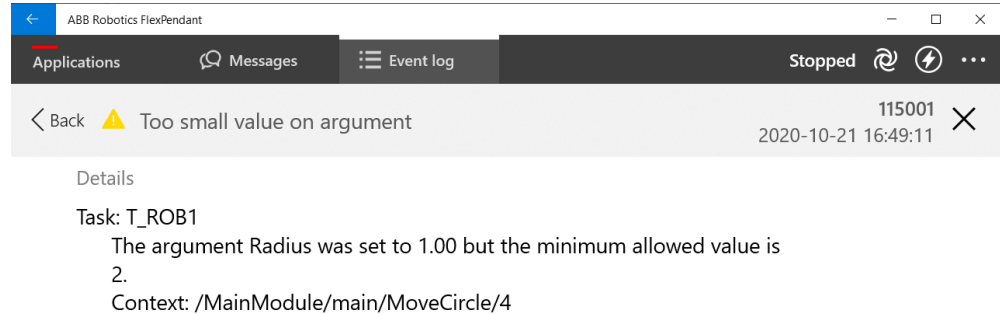 ABB Robotics FlexPendant
Applications Messages Event log Stopped
Back Too small value on argument 115001
2020-10-21 16:49:11
Details
Task: T_ROB1
The argument Radius was set to 1.00 but the minimum allowed value is
2.
Context: /MainModule/main/MoveCircle/4